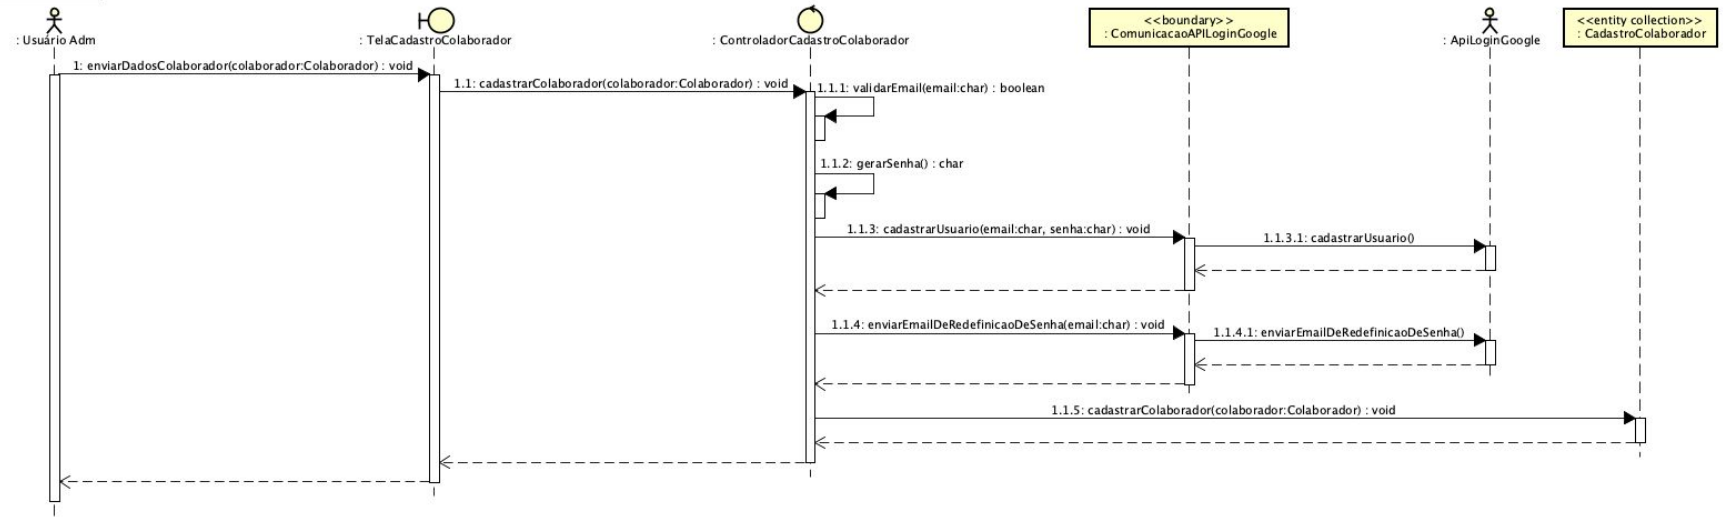 : Usuário Adm
: TelaCadastroColaborador
: ControladorCadastroColaborador
<<boundary>>
: ComunicacaoAPILoginGoogle
: ApiLoginGoogle
<<entity collection>>
: CadastroColaborador
1: enviarDadosColaborador(colaborador:Colaborador) : void
1.1: cadastrarColaborador(colaborador:Colaborador) : void
1.1.1: validarEmail(email:char) : boolean
1.1.2: gerarSenha() : char
1.1.3: cadastrarUsuario(email:char, senha:char) : void
1.1.3.1: cadastrarUsuario()
1.1.4: enviarEmailDeRedefinicaoDeSenha(email:char) : void
1.1.4.1: enviarEmailDeRedefinicaoDeSenha()
1.1.5: cadastrarColaborador(colaborador:Colaborador) : void